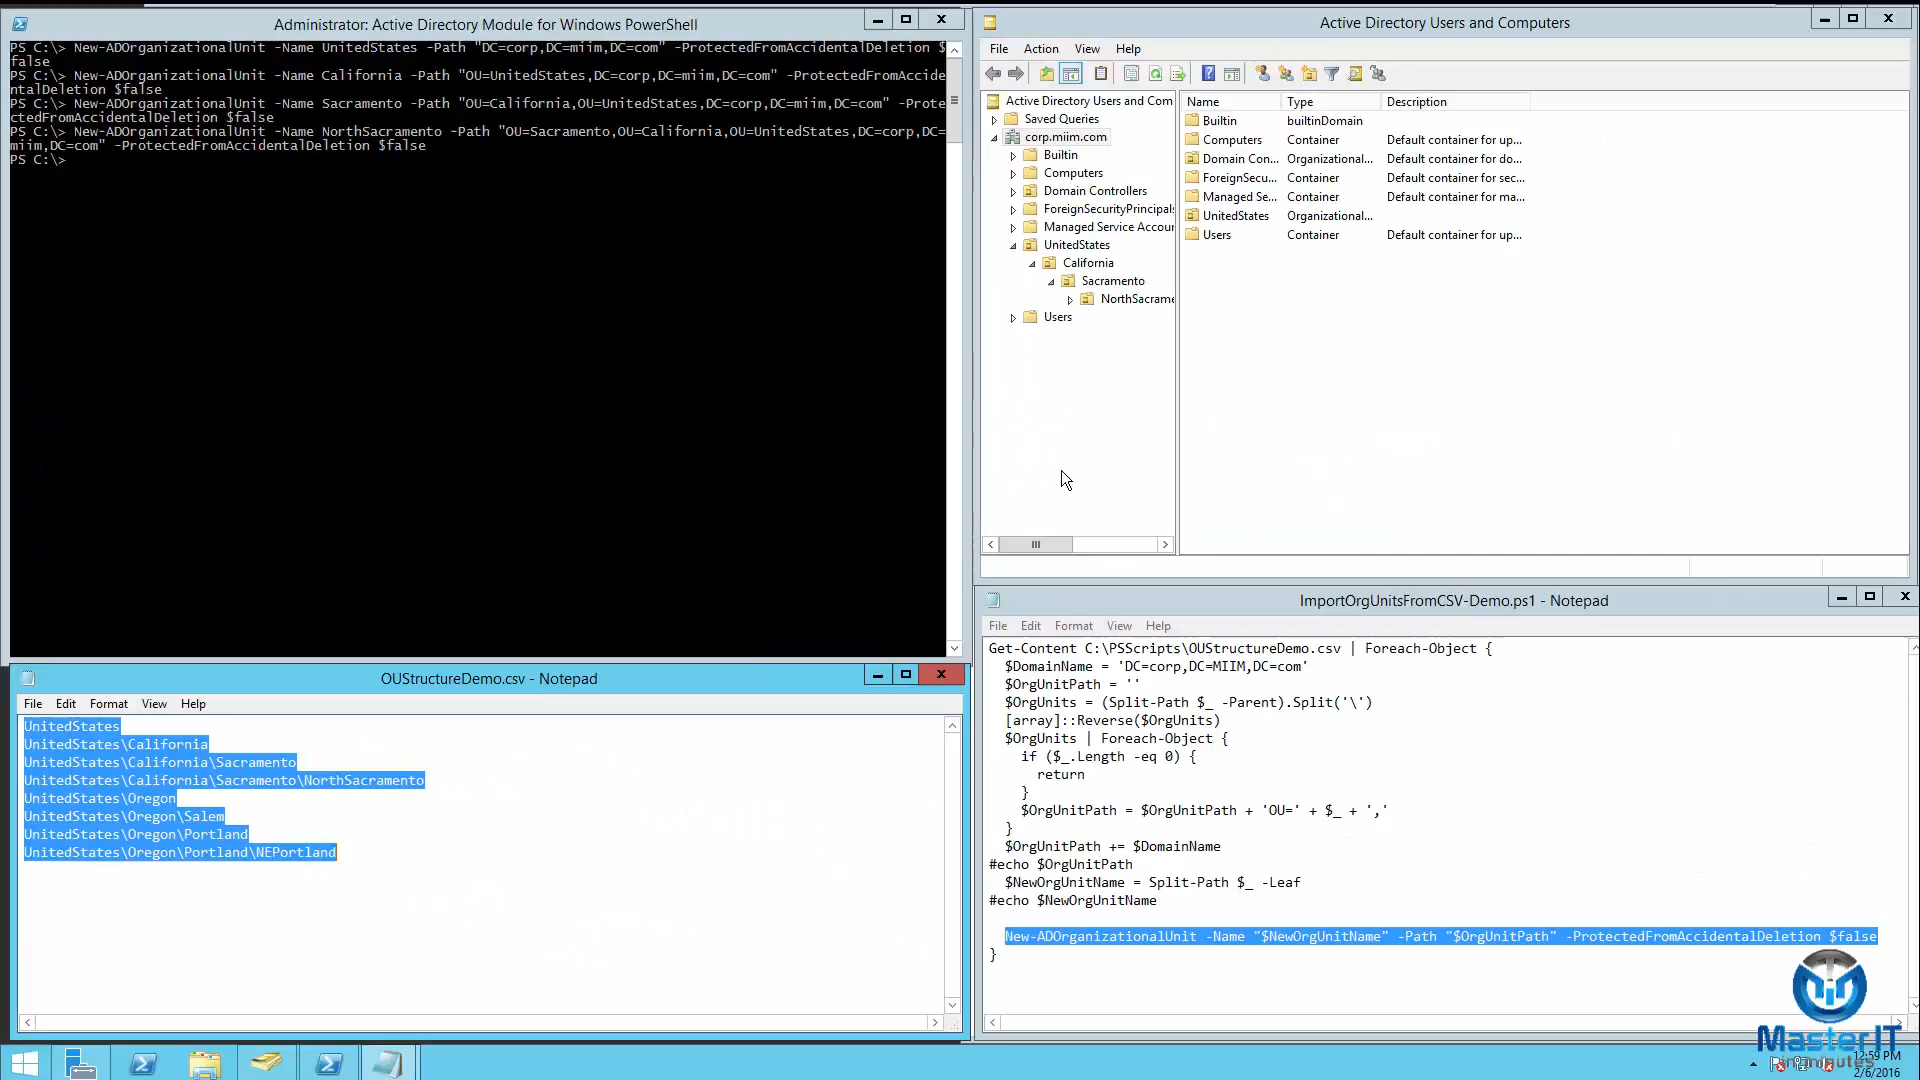 Administrator: Active Directory Module for Windows PowerShell
PS C:\> New-ADOrganizationalUnit -Name UnitedStates -Path "DC=corp,DC=miim,DC=com" -ProtectedFromAccidentalDeletion $
false
PS C:\> New-ADOrganizationalUnit -Name California -Path "OU=UnitedStates,DC=corp,DC=miim,DC=com" -ProtectedFromAccide
ntalDeletion $false
PS C:\> New-ADOrganizationalUnit -Name Sacramento -Path "OU=California,OU=UnitedStates,DC=corp,DC=miim,DC=com" -Prote
ctedFromAccidentalDeletion $false
PS C:\> New-ADOrganizationalUnit -Name NorthSacramento -Path "OU=Sacramento,OU=California,OU=UnitedStates,DC=corp,DC=
miim,DC=com" -ProtectedFromAccidentalDeletion $false
PS C:\>
Active Directory Users and Computers
File Action View Help
Active Directory Users and Com
Saved Queries
corp.miim.com
Builtin
Computers
Domain Controllers
ForeignSecurityPrincipals
Managed Service Accou
UnitedStates
California
Sacramento
NorthSacrame
Users
Name Type Description
Builtin builtinDomain
Computers Container Default container for up...
Domain Con... Organizational... Default container for do...
ForeignSecu... Container Default container for sec...
Managed Se... Container Default container for ma...
UnitedStates Organizational...
Users Container Default container for up...
OUStructureDemo.csv - Notepad
File Edit Format View Help
UnitedStates
UnitedStates\California
UnitedStates\California\Sacramento
UnitedStates\California\Sacramento\NorthSacramento
UnitedStates\Oregon
UnitedStates\Oregon\Salem
UnitedStates\Oregon\Portland
UnitedStates\Oregon\Portland\NEPortland
ImportOrgUnitsFromCSV-Demo.ps1 - Notepad
File Edit Format View Help
Get-Content C:\PSScripts\OUStructureDemo.csv | Foreach-Object {
$DomainName = 'DC=corp,DC=MIIM,DC=com'
$OrgUnitPath = ''
$OrgUnits = (Split-Path $_ -Parent).Split('\')
[array]::Reverse($OrgUnits)
$OrgUnits | Foreach-Object {
if ($_.Length -eq 0) {
return
}
$OrgUnitPath = $OrgUnitPath + 'OU=' + $_ + ','
}
$OrgUnitPath += $DomainName
#echo $OrgUnitPath
$NewOrgUnitName = Split-Path $_ -Leaf
#echo $NewOrgUnitName
New-ADOrganizationalUnit -Name "$NewOrgUnitName" -Path "$OrgUnitPath" -ProtectedFromAccidentalDeletion $false
}
MasterIT
12:59 PM
2/6/2016